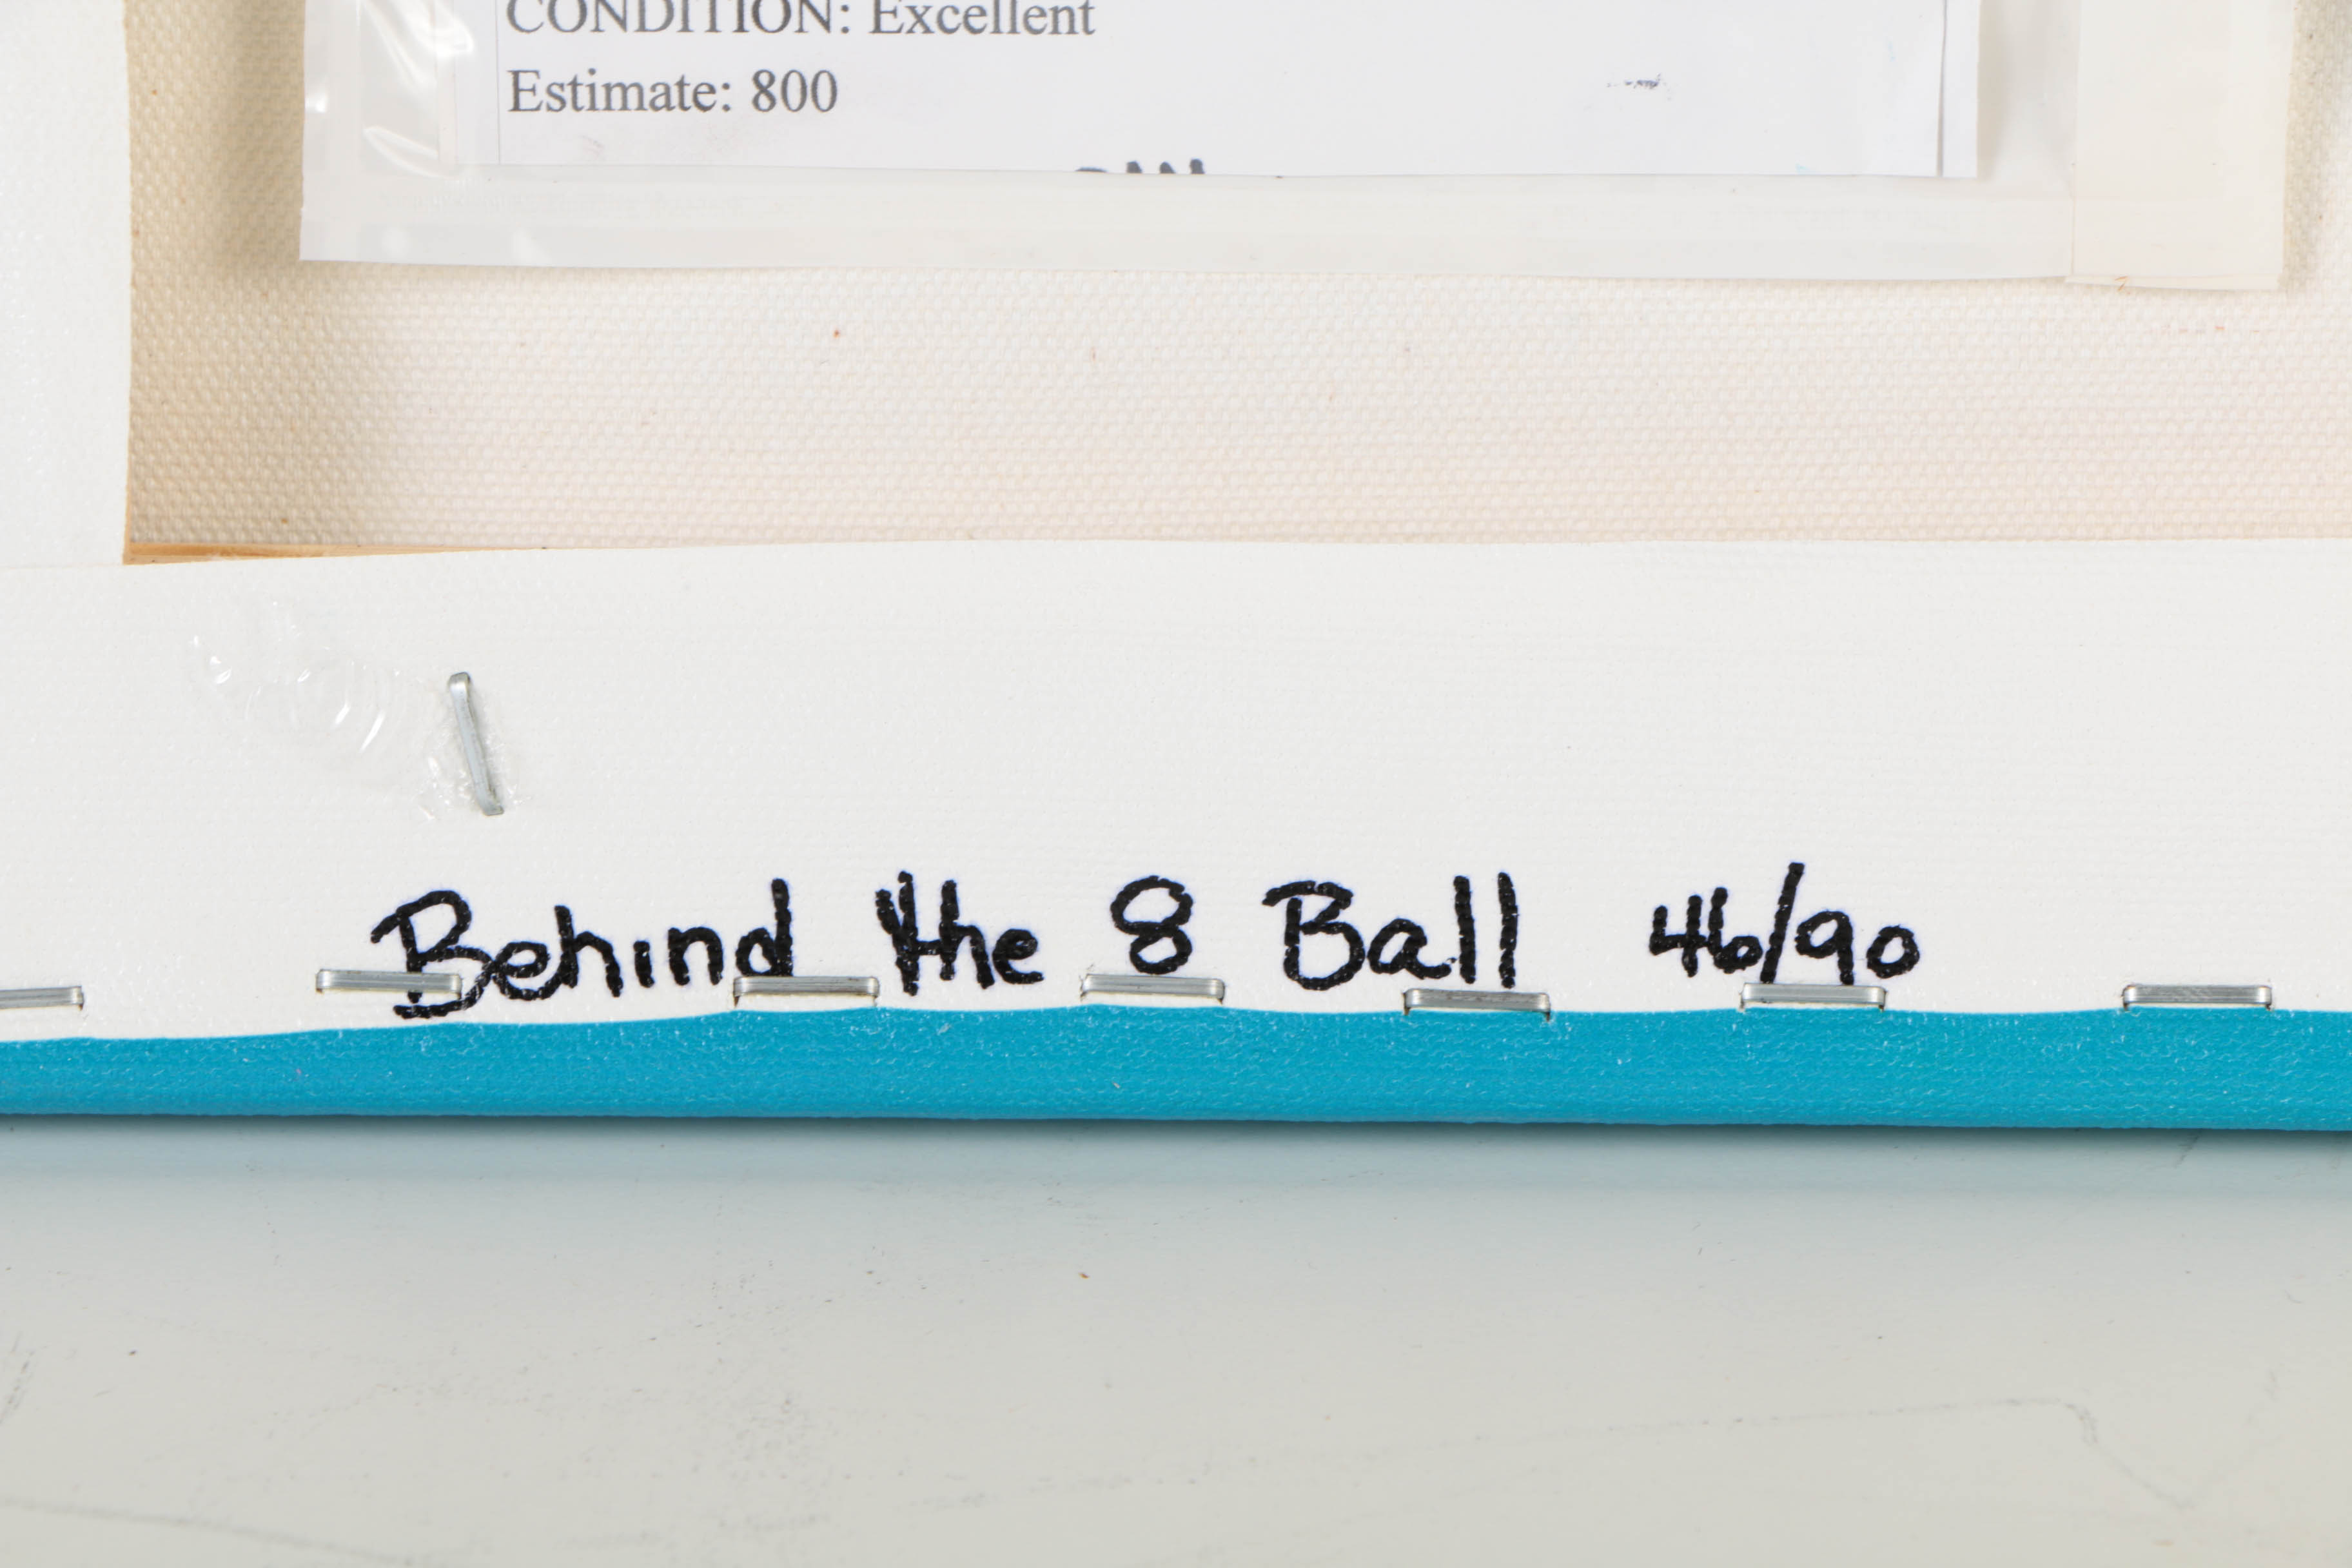 CONDITION: Excellent
Estimate: 800
Behind the 8 Ball 46/90